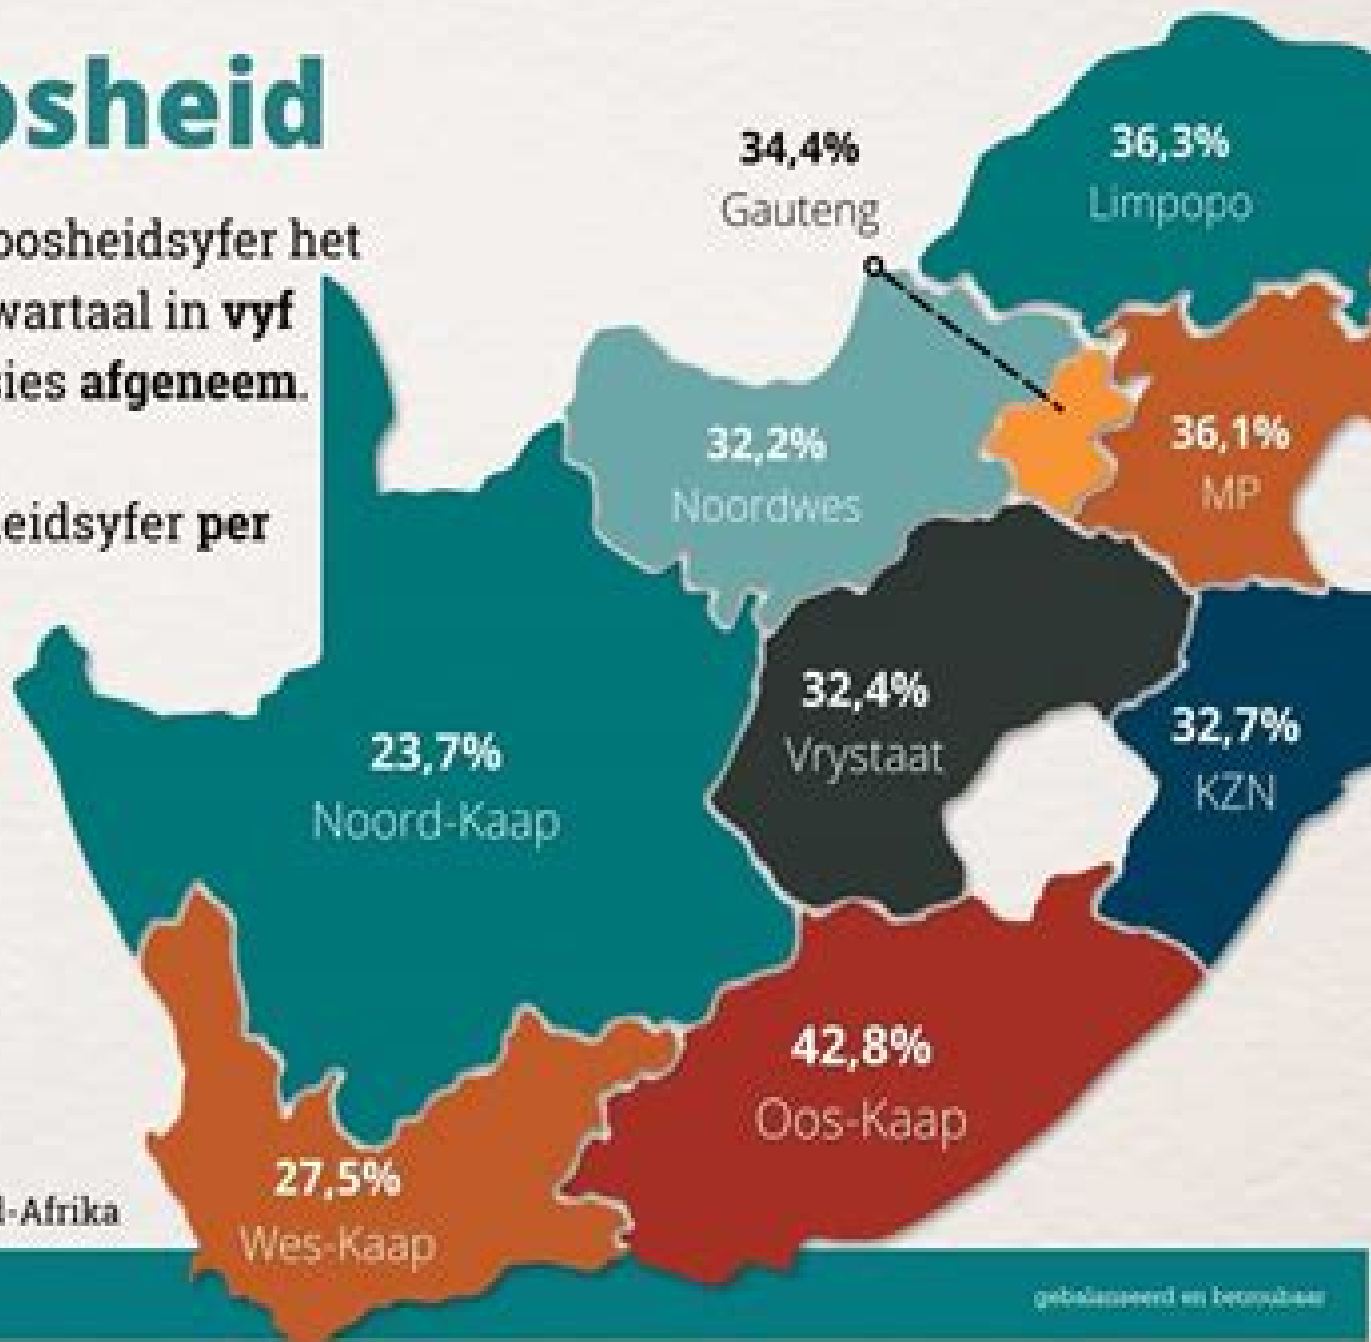 osheid
oosheidsyfer het
wartaal in vyf
sies afgeneem.
eidsyfer per
34,4%
Gauteng
36,3%
Limpopo
32,2%
Noordwes
36,1%
MP
23,7%
Noord-Kaap
32,4%
Vrystaat
32,7%
KZN
42,8%
Oos-Kaap
27,5%
Wes-Kaap
d-Afrika
gebalanseerd en betroubaar